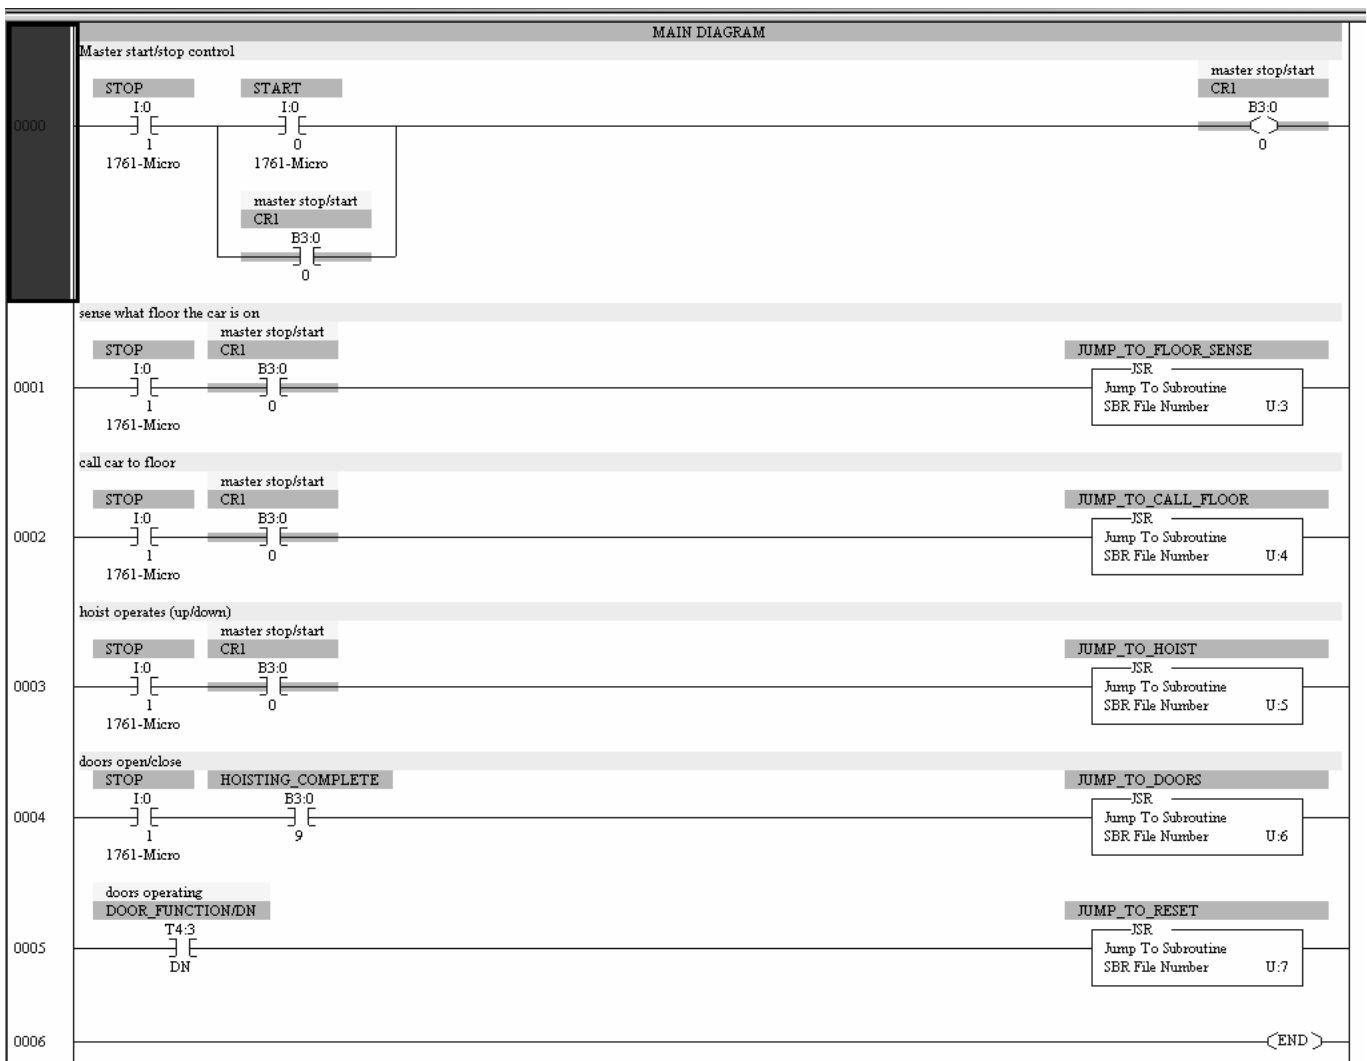 MAIN DIAGRAM
Master start/stop control
master stop/start
STOP START CR1
I:0 I:0 B3:0
0000
1 0 0
1761-Micro 1761-Micro
master stop/start
CR1
B3:0
0
sense what floor the car is on
master stop/start
STOP CR1 JUMP_TO_FLOOR_SENSE
I:0 B3:0 JSR
0001 Jump To Subroutine
1 0 SBR File Number U:3
1761-Micro
call car to floor
master stop/start
STOP CR1 JUMP_TO_CALL_FLOOR
I:0 B3:0 JSR
0002 Jump To Subroutine
1 0 SBR File Number U:4
1761-Micro
hoist operates (up/down)
master stop/start
STOP CR1 JUMP_TO_HOIST
I:0 B3:0 JSR
0003 Jump To Subroutine
1 0 SBR File Number U:5
1761-Micro
doors open/close
STOP HOISTING_COMPLETE JUMP_TO_DOORS
I:0 B3:0 JSR
0004 Jump To Subroutine
1 9 SBR File Number U:6
1761-Micro
doors operating
DOOR_FUNCTION/DN JUMP_TO_RESET
T4:3 JSR
0005 Jump To Subroutine
DN SBR File Number U:7
0006 END